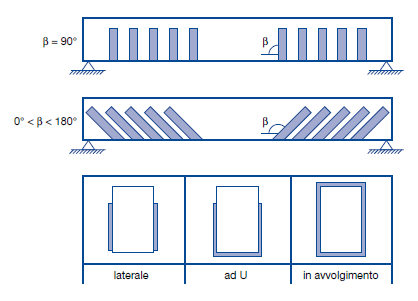 β = 90°
β
0° < β < 180°
β
laterale
ad U
in avvolgimento